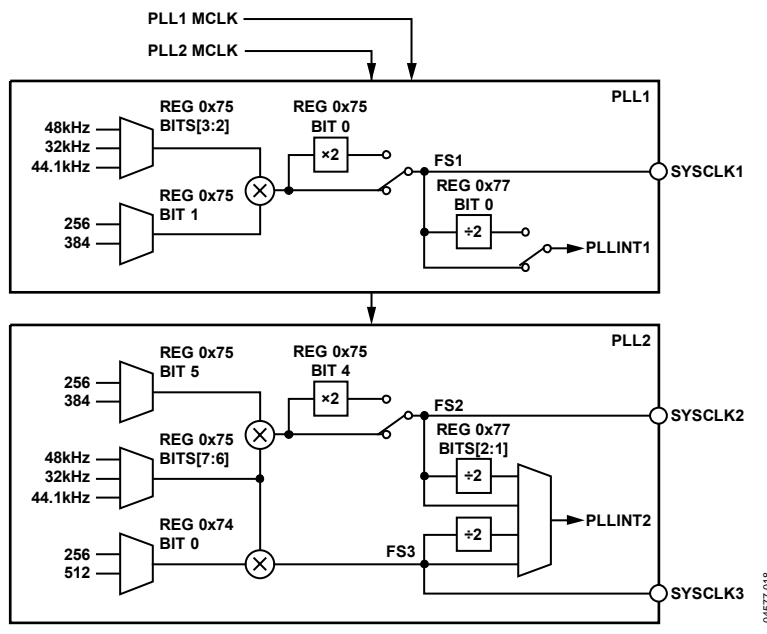 PLL1 MCLK
PLL2 MCLK
PLL1
REG 0x75
BITS[3:2]
48kHz
32kHz
44.1kHz
REG 0x75
BIT 0
×2
FS1
SYSCLK1
REG 0x75
BIT 1
256
384
×
REG 0x77
BIT 0
÷2
PLLINT1
PLL2
REG 0x75
BIT 5
256
384
REG 0x75
BIT 4
×2
×
FS2
SYSCLK2
REG 0x75
BITS[7:6]
48kHz
32kHz
44.1kHz
REG 0x77
BITS[2:1]
÷2
PLLINT2
REG 0x74
BIT 0
256
512
×
FS3
÷2
SYSCLK3
04577-018